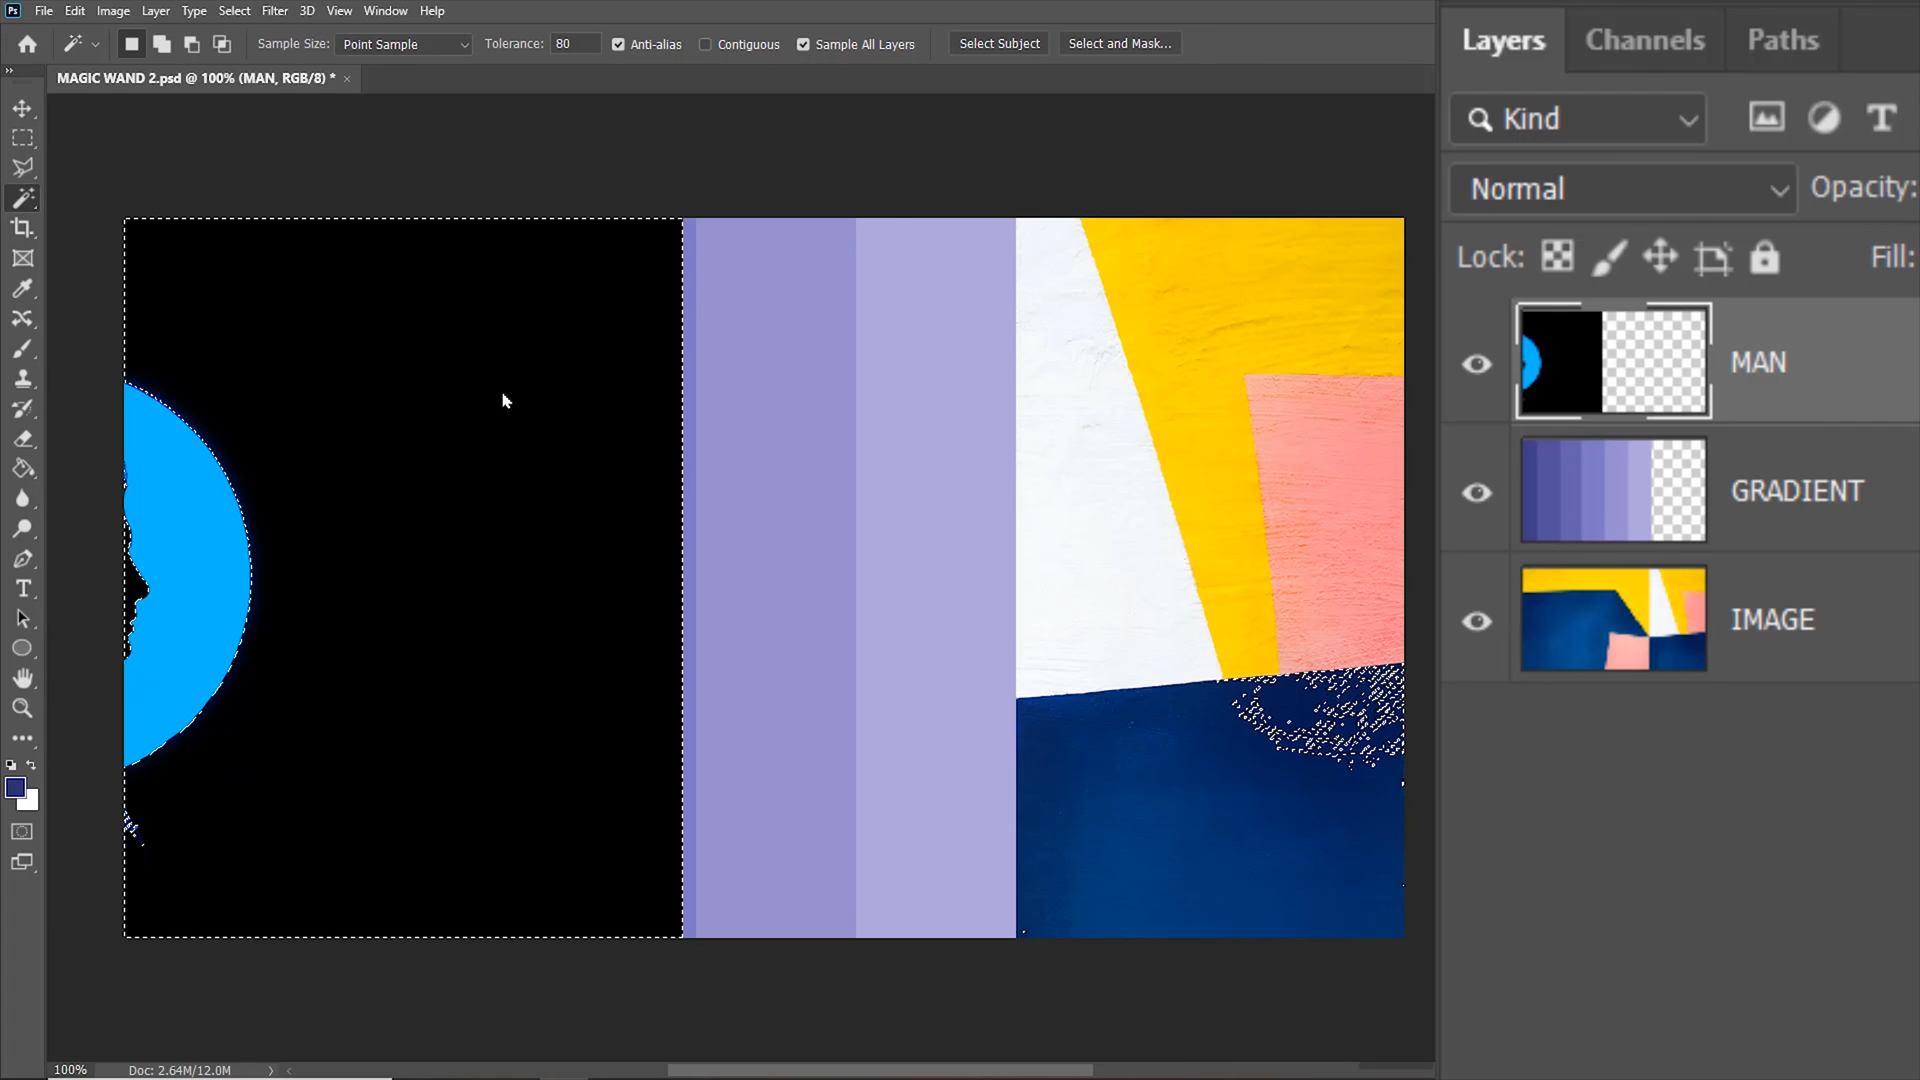 Ps File Edit Image Layer Type Select Filter 3D View Window Help
Sample Size: Point Sample Tolerance: 80 Anti-alias Contiguous Sample All Layers Select Subject Select and Mask...
MAGIC WAND 2.psd @ 100% (MAN, RGB/8) *
Layers Channels Paths
Kind
Normal Opacity:
Lock: Fill:
MAN
GRADIENT
IMAGE
100% Doc: 2.64M/12.0M